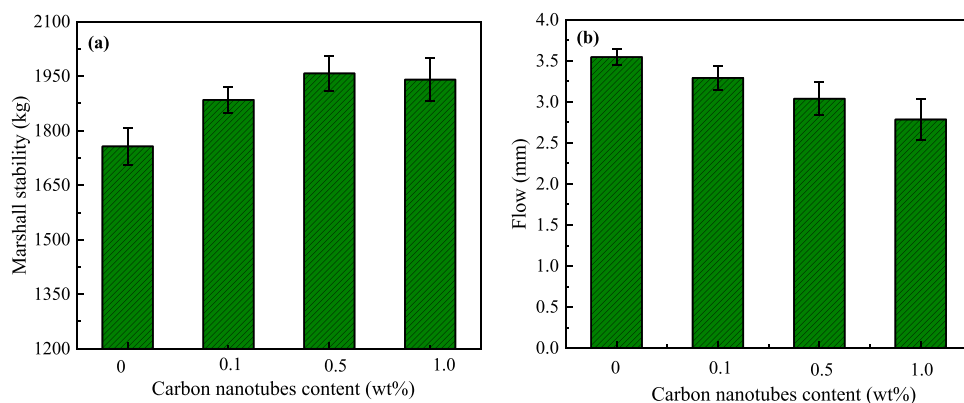 (a)
Marshall stability (kg)
2100
1950
1800
1650
1500
1350
1200
0 0.1 0.5 1.0
Carbon nanotubes content (wt%)
(b)
Flow (mm)
4.0
3.5
3.0
2.5
2.0
1.5
1.0
0.5
0.0
0 0.1 0.5 1.0
Carbon nanotubes content (wt%)